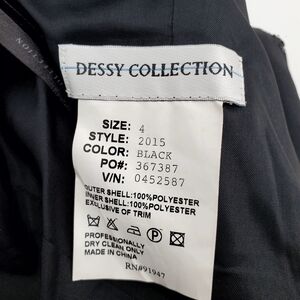 DESSY COLLECTION
SIZE: 4
STYLE: 2015
COLOR: BLACK
PO#: 367387
V/N: 0452587
OUTER SHELL:100%POLYESTER
INNER SHELL:100%POLYESTER
EXCLUSIVE OF TRIM
P
PROFESSIONALLY
DRY CLEAN ONLY
MADE IN CHINA
RN#91947